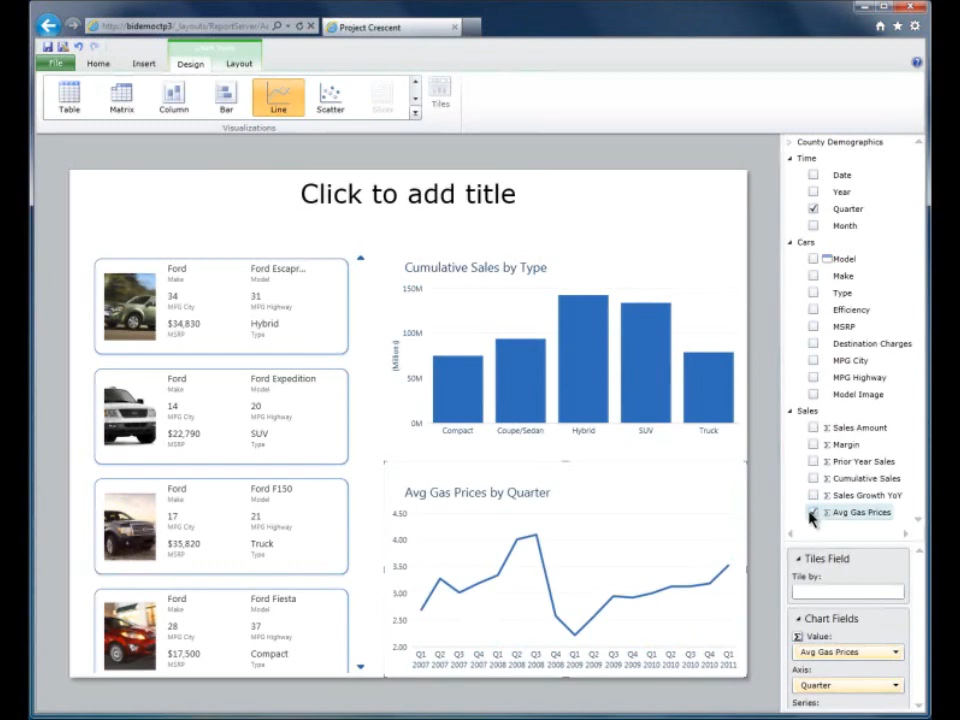 http://bidemoctp3/_layouts/ReportServer/As
Project Crescent
File Home Insert Design Layout
Table Matrix Column Bar Line Scatter Tiles
Visualizations
Click to add title
Ford Ford Escapr...
Make Model
34 31
MPG City MPG Highway
$34,830 Hybrid
MSRP Type
Ford Ford Expedition
Make Model
14 20
MPG City MPG Highway
$22,790 SUV
MSRP Type
Ford Ford F150
Make Model
17 21
MPG City MPG Highway
$35,820 Truck
MSRP Type
Ford Ford Fiesta
Make Model
28 37
MPG City MPG Highway
$17,500 Compact
MSRP Type
Cumulative Sales by Type
150M
100M
50M
0M
(Millions)
Compact Coupe/Sedan Hybrid SUV Truck
Avg Gas Prices by Quarter
4.50
4.00
3.50
3.00
2.50
2.00
Q1 Q2 Q3 Q4 Q1 Q2 Q3 Q4 Q1 Q2 Q3 Q4 Q1 Q2 Q3 Q4 Q1
2007 2007 2007 2007 2008 2008 2008 2008 2009 2009 2009 2009 2010 2010 2010 2010 2011
County Demographics
Time
Date
Year
Quarter
Month
Cars
Model
Make
Type
Efficiency
MSRP
Destination Charges
MPG City
MPG Highway
Model Image
Sales
Σ Sales Amount
Σ Margin
Σ Prior Year Sales
Σ Cumulative Sales
Σ Sales Growth YoY
Σ Avg Gas Prices
Tiles Field
Tile by:
Chart Fields
Σ Value:
Avg Gas Prices
Axis:
Quarter
Series: